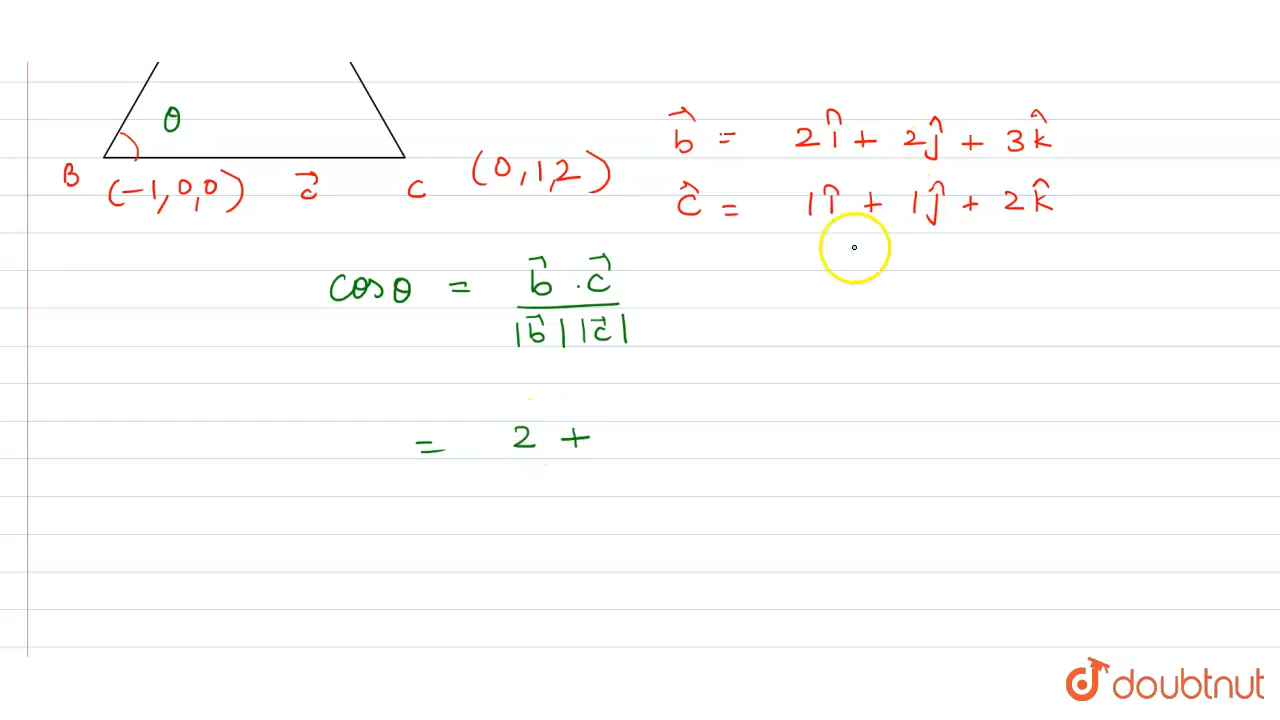 θ
B (-1,0,0) c⃗ C (0,1,2)
b⃗ = 2î + 2ĵ + 3k̂
c⃗ = 1î + 1ĵ + 2k̂
cosθ = b⃗ . c⃗
|b⃗| |c⃗|
= 2 +
doubtnut